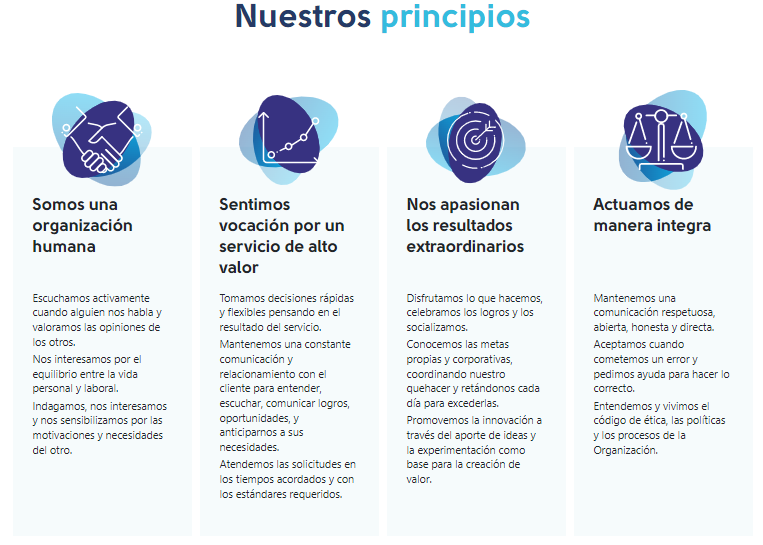 Nuestros principios
Somos una
organización
humana
Escuchamos activamente
cuando alguien nos habla y
valoramos las opiniones de
los otros.
Nos interesamos por el
equilibrio entre la vida
personal y laboral.
Indagamos, nos interesamos
y nos sensibilizamos por las
motivaciones y necesidades
del otro.
Sentimos
vocación por un
servicio de alto
valor
Tomamos decisiones rápidas
y flexibles pensando en el
resultado del servicio.
Mantenemos una constante
comunicación y
relacionamiento con el
cliente para entender,
escuchar, comunicar logros,
oportunidades, y
anticiparnos a sus
necesidades.
Atendemos las solicitudes en
los tiempos acordados y con
los estándares requeridos.
Nos apasionan
los resultados
extraordinarios
Disfrutamos lo que hacemos,
celebramos los logros y los
socializamos.
Conocemos las metas
propias y corporativas,
coordinando nuestro
quehacer y retándonos cada
día para excederlas.
Promovemos la innovación a
través del aporte de ideas y
la experimentación como
base para la creación de
valor.
Actuamos de
manera integra
Mantenemos una
comunicación respetuosa,
abierta, honesta y directa.
Aceptamos cuando
cometemos un error y
pedimos ayuda para hacer lo
correcto.
Entendemos y vivimos el
código de ética, las políticas
y los procesos de la
Organización.